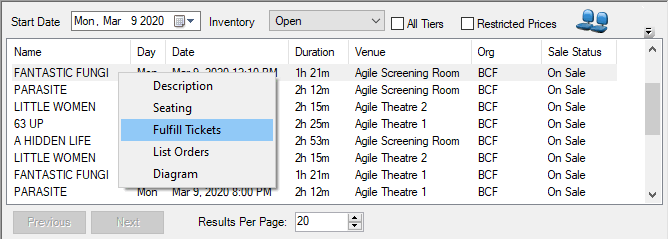 Start Date Mon, Mar 9 2020 Inventory Open All Tiers Restricted Prices
Name Day Date Duration Venue Org Sale Status
FANTASTIC FUNGI Mon Mar 9, 2020 12:10 PM 1h 21m Agile Screening Room BCF On Sale
PARASITE 2h 12m Agile Screening Room BCF On Sale
LITTLE WOMEN 2h 15m Agile Theatre 2 BCF On Sale
63 UP 2h 25m Agile Theatre 1 BCF On Sale
A HIDDEN LIFE 2h 53m Agile Screening Room BCF On Sale
LITTLE WOMEN 2h 15m Agile Theatre 2 BCF On Sale
FANTASTIC FUNGI 1h 21m Agile Theatre 1 BCF On Sale
PARASITE Mon Mar 9, 2020 8:00 PM 2h 12m Agile Theatre 1 BCF On Sale
Description
Seating
Fulfill Tickets
List Orders
Diagram
Previous Next Results Per Page: 20